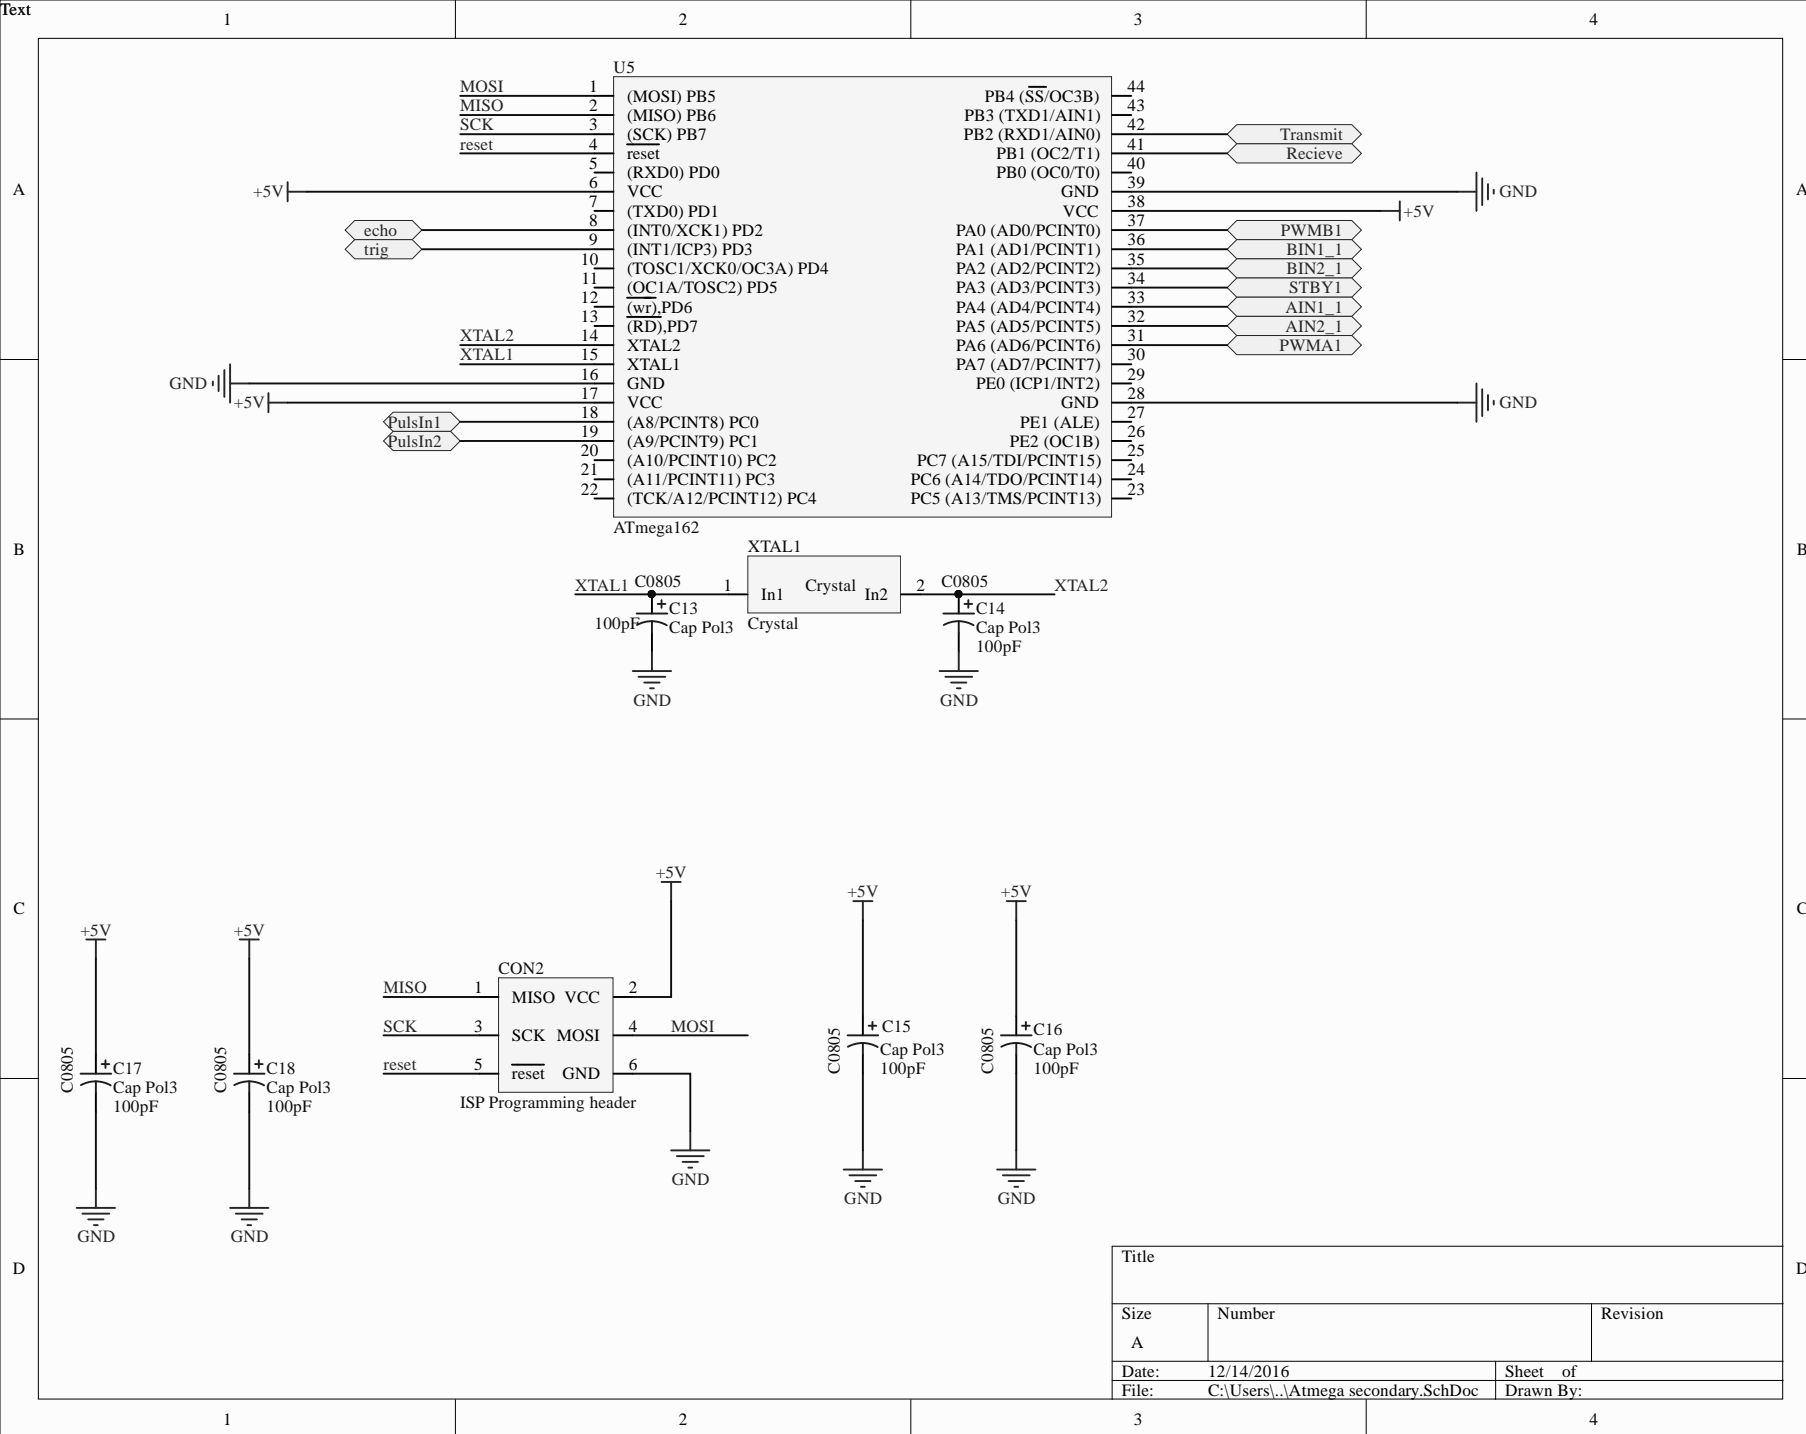 Text
1 2 3 4
U5
MOSI 1 (MOSI) PB5 PB4 (SS/OC3B) 44
MISO 2 (MISO) PB6 PB3 (TXD1/AIN1) 43
SCK 3 (SCK) PB7 PB2 (RXD1/AIN0) 42 Transmit
reset 4 reset PB1 (OC2/T1) 41 Recieve
5 (RXD0) PD0 PB0 (OC0/T0) 40
A +5V 6 VCC GND 39 GND A
7 (TXD0) PD1 VCC 38 +5V
echo 8 (INT0/XCK1) PD2 PA0 (AD0/PCINT0) 37 PWMB1
trig 9 (INT1/ICP3) PD3 PA1 (AD1/PCINT1) 36 BIN1_1
10 (TOSC1/XCK0/OC3A) PD4 PA2 (AD2/PCINT2) 35 BIN2_1
11 (OC1A/TOSC2) PD5 PA3 (AD3/PCINT3) 34 STBY1
12 (wr),PD6 PA4 (AD4/PCINT4) 33 AIN1_1
13 (RD),PD7 PA5 (AD5/PCINT5) 32 AIN2_1
XTAL2 14 XTAL2 PA6 (AD6/PCINT6) 31 PWMA1
XTAL1 15 XTAL1 PA7 (AD7/PCINT7) 30
GND 16 GND PE0 (ICP1/INT2) 29
+5V 17 VCC GND 28 GND
PulsIn1 18 (A8/PCINT8) PC0 PE1 (ALE) 27
PulsIn2 19 (A9/PCINT9) PC1 PE2 (OC1B) 26
20 (A10/PCINT10) PC2 PC7 (A15/TDI/PCINT15) 25
21 (A11/PCINT11) PC3 PC6 (A14/TDO/PCINT14) 24
22 (TCK/A12/PCINT12) PC4 PC5 (A13/TMS/PCINT13) 23
ATmega162
B XTAL1 B
XTAL1 C0805 1 In1 Crystal In2 2 C0805 XTAL2
+ C13 + C14
100pF Cap Pol3 Crystal Cap Pol3
100pF
GND GND
+5V
+5V +5V
C C
+5V +5V
CON2
MISO 1 MISO VCC 2
SCK 3 SCK MOSI 4 MOSI
reset 5 reset GND 6
ISP Programming header
GND
C0805 + C15
Cap Pol3
100pF
GND
C0805 + C16
Cap Pol3
100pF
GND
C0805 + C17
Cap Pol3
100pF
GND
C0805 + C18
Cap Pol3
100pF
GND
D D
Title
Size Number Revision
A
Date: 12/14/2016 Sheet of
File: C:\Users\..\Atmega secondary.SchDoc Drawn By:
1 2 3 4